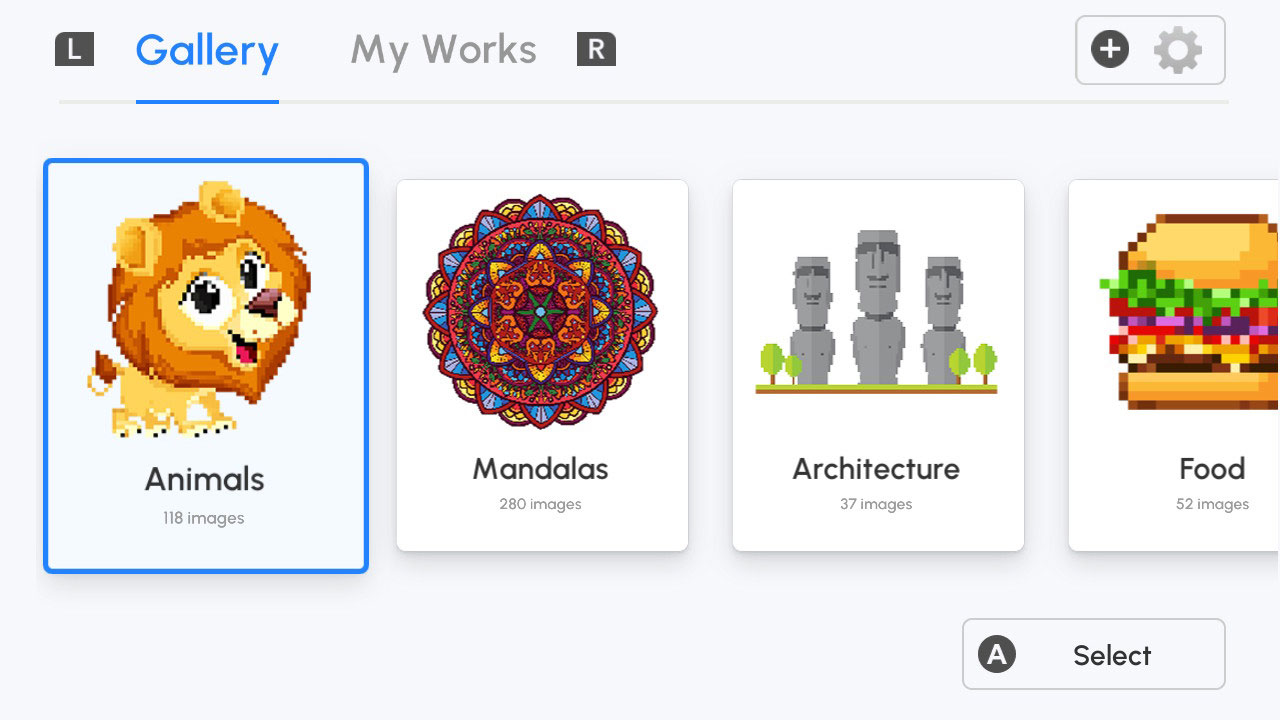 L Gallery My Works R +
Animals
118 images
Mandalas
280 images
Architecture
37 images
Food
52 images
A Select